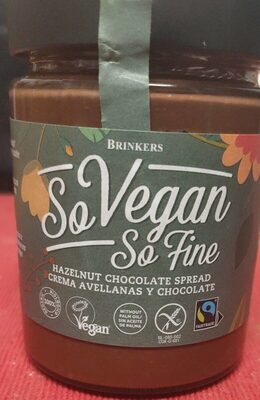 BRINKERS
So Vegan
So Fine
HAZELNUT CHOCOLATE SPREAD
CREMA AVELLANAS Y CHOCOLATE
100%
Vegan
WITHOUT
PALM OIL/
SIN ACEITE
DE PALMA
FAIRTRADE